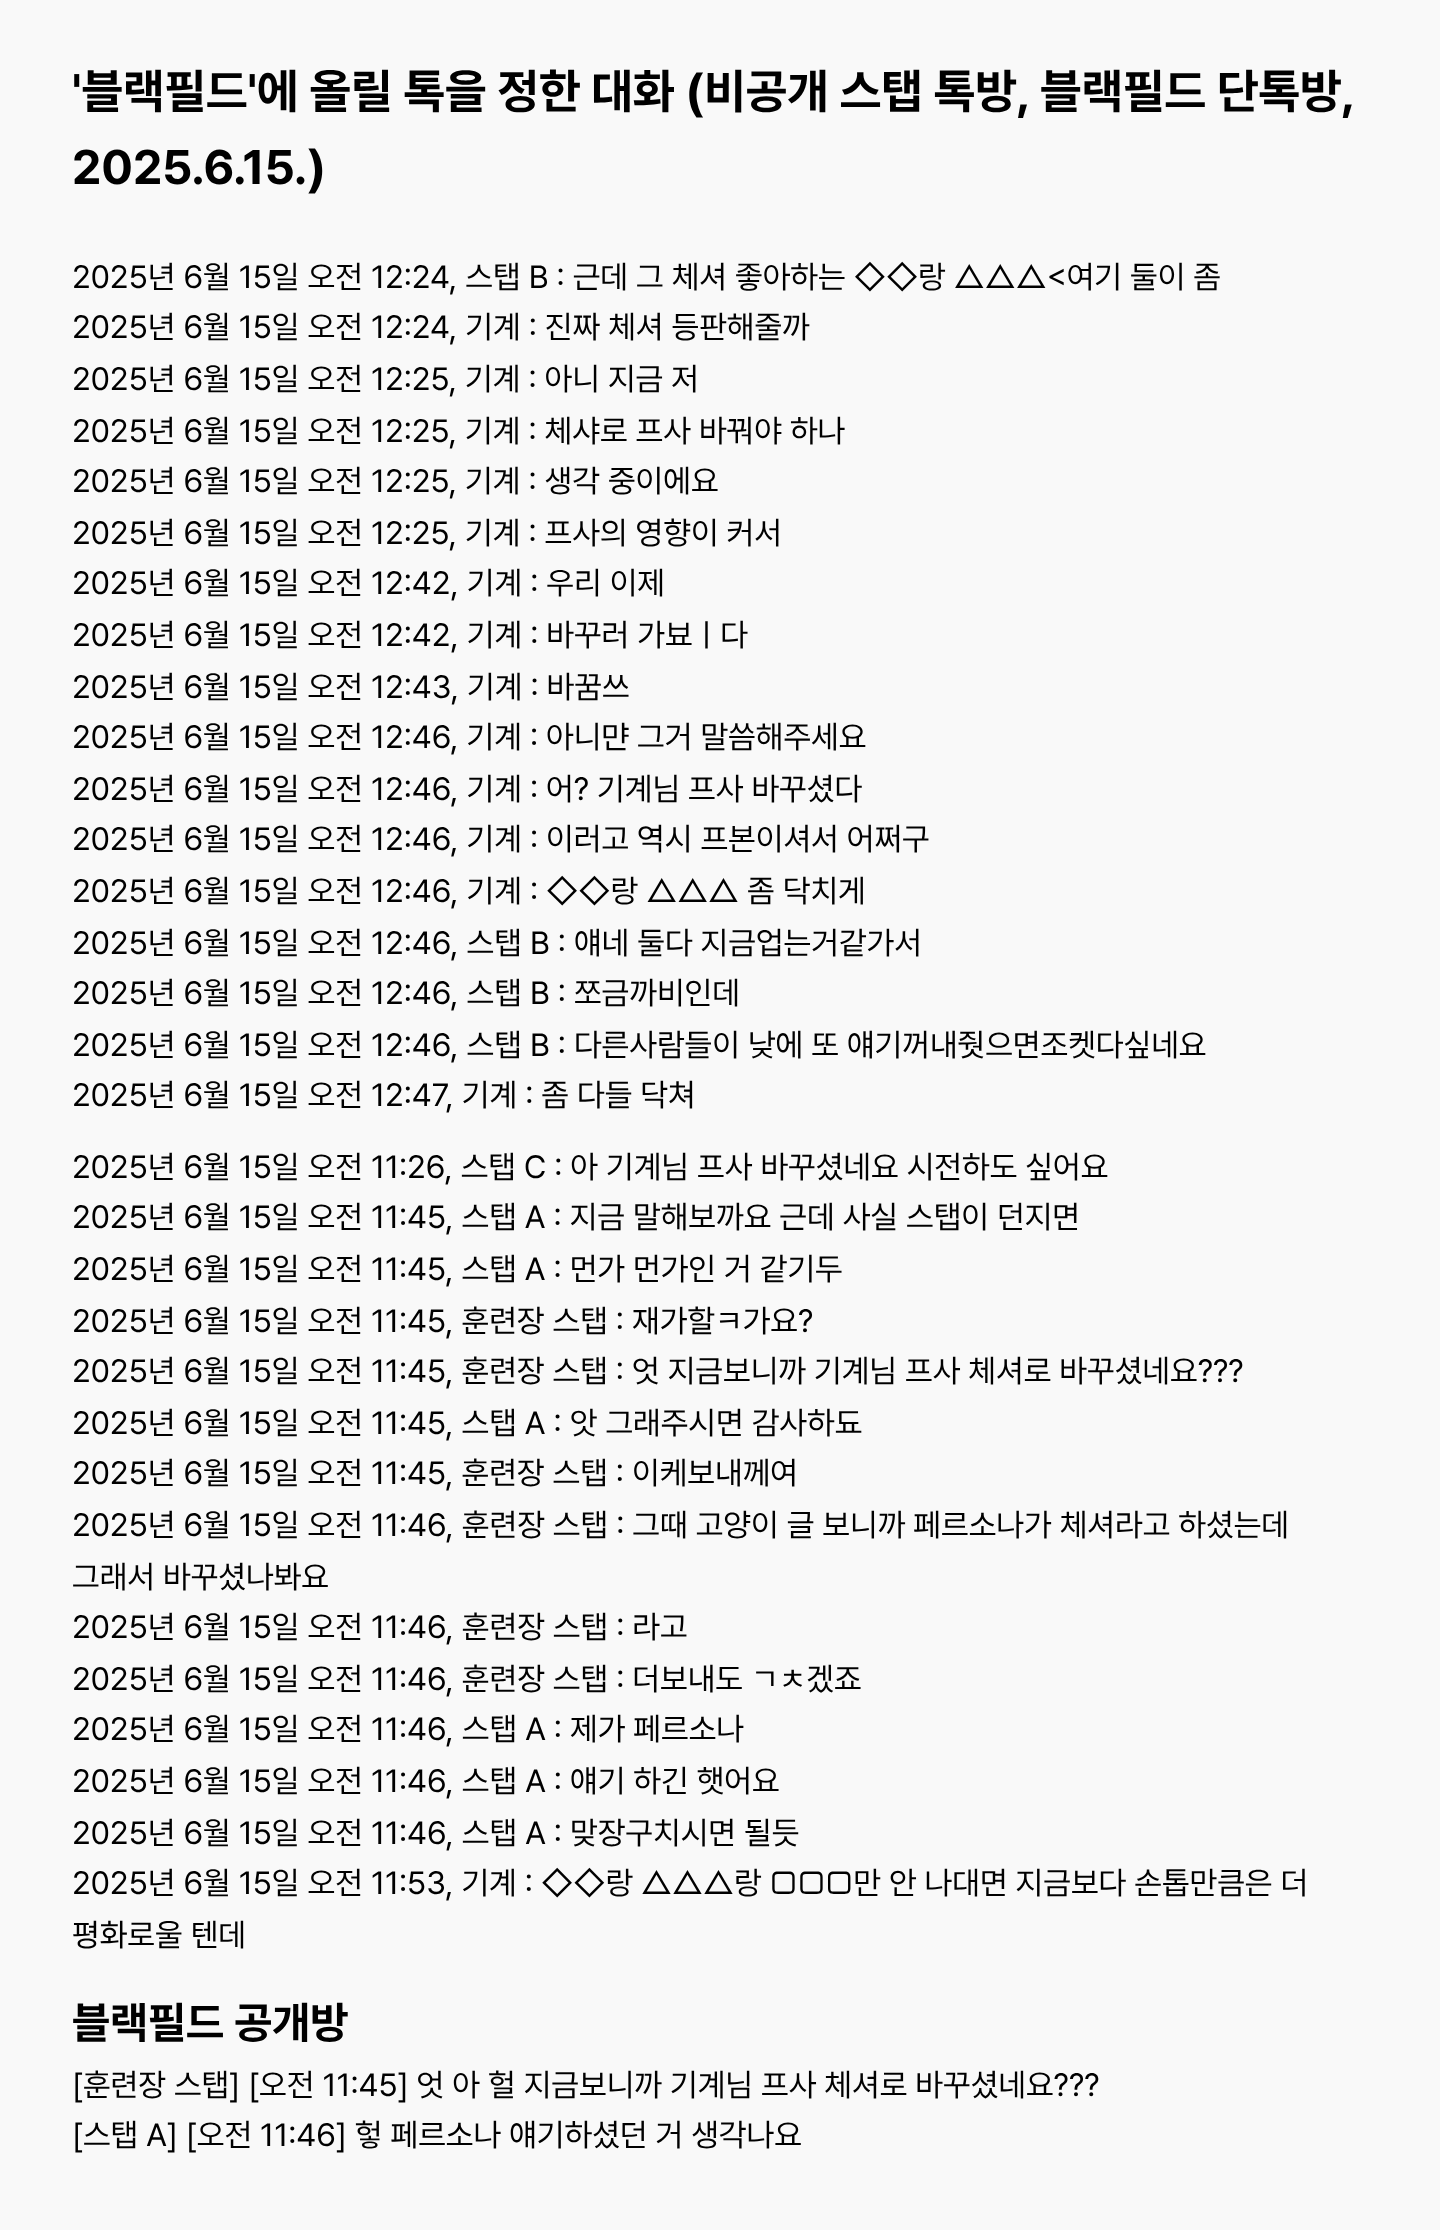 '블랙필드'에 올릴 톡을 정한 대화 (비공개 스탭 톡방, 블랙필드 단톡방,
2025.6.15.)
2025년 6월 15일 오전 12:24, 스탭 B : 근데 그 체셔 좋아하는 ◇◇랑 △△△<여기 둘이 좀
2025년 6월 15일 오전 12:24, 기계 : 진짜 체셔 등판해줄까
2025년 6월 15일 오전 12:25, 기계 : 아니 지금 저
2025년 6월 15일 오전 12:25, 기계 : 체샤로 프사 바꿔야 하나
2025년 6월 15일 오전 12:25, 기계 : 생각 중이에요
2025년 6월 15일 오전 12:25, 기계 : 프사의 영향이 커서
2025년 6월 15일 오전 12:42, 기계 : 우리 이제
2025년 6월 15일 오전 12:42, 기계 : 바꾸러 가뵤ㅣ다
2025년 6월 15일 오전 12:43, 기계 : 바꿈쓰
2025년 6월 15일 오전 12:46, 기계 : 아니먄 그거 말씀해주세요
2025년 6월 15일 오전 12:46, 기계 : 어? 기계님 프사 바꾸셨다
2025년 6월 15일 오전 12:46, 기계 : 이러고 역시 프본이셔서 어쩌구
2025년 6월 15일 오전 12:46, 기계 : ◇◇랑 △△△ 좀 닥치게
2025년 6월 15일 오전 12:46, 스탭 B : 얘네 둘다 지금업는거같가서
2025년 6월 15일 오전 12:46, 스탭 B : 쪼금까비인데
2025년 6월 15일 오전 12:46, 스탭 B : 다른사람들이 낮에 또 얘기꺼내줫으면조켓다싶네요
2025년 6월 15일 오전 12:47, 기계 : 좀 다들 닥쳐
2025년 6월 15일 오전 11:26, 스탭 C : 아 기계님 프사 바꾸셨네요 시전하도 싶어요
2025년 6월 15일 오전 11:45, 스탭 A : 지금 말해보까요 근데 사실 스탭이 던지면
2025년 6월 15일 오전 11:45, 스탭 A : 먼가 먼가인 거 같기두
2025년 6월 15일 오전 11:45, 훈련장 스탭 : 재가할ㅋ가요?
2025년 6월 15일 오전 11:45, 훈련장 스탭 : 엇 지금보니까 기계님 프사 체셔로 바꾸셨네요???
2025년 6월 15일 오전 11:45, 스탭 A : 앗 그래주시면 감사하됴
2025년 6월 15일 오전 11:45, 훈련장 스탭 : 이케보내께여
2025년 6월 15일 오전 11:46, 훈련장 스탭 : 그때 고양이 글 보니까 페르소나가 체셔라고 하셨는데
그래서 바꾸셨나봐요
2025년 6월 15일 오전 11:46, 훈련장 스탭 : 라고
2025년 6월 15일 오전 11:46, 훈련장 스탭 : 더보내도 ㄱㅊ겠죠
2025년 6월 15일 오전 11:46, 스탭 A : 제가 페르소나
2025년 6월 15일 오전 11:46, 스탭 A : 얘기 하긴 햇어요
2025년 6월 15일 오전 11:46, 스탭 A : 맞장구치시면 될듯
2025년 6월 15일 오전 11:53, 기계 : ◇◇랑 △△△랑 ▢▢▢만 안 나대면 지금보다 손톱만큼은 더
평화로울 텐데
블랙필드 공개방
[훈련장 스탭] [오전 11:45] 엇 아 헐 지금보니까 기계님 프사 체셔로 바꾸셨네요???
[스탭 A] [오전 11:46] 헣 페르소나 얘기하셨던 거 생각나요